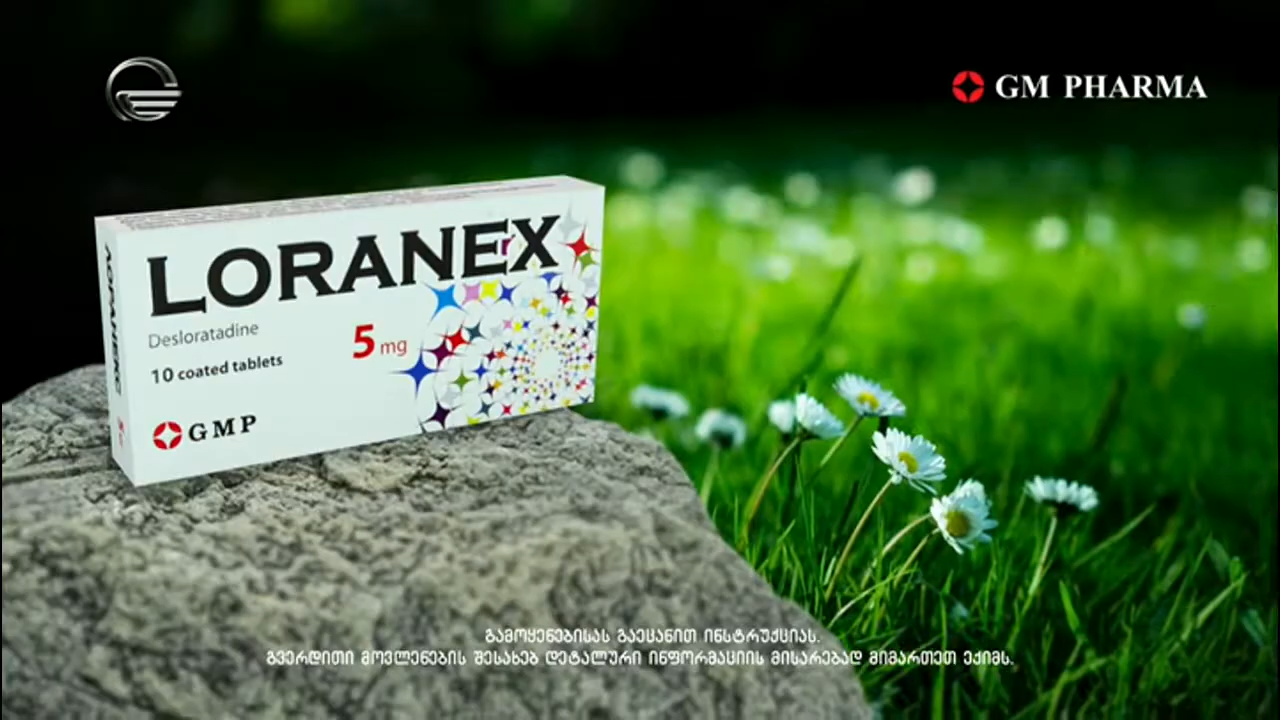 GM PHARMA
LORANEX
Desloratadine
5 mg
10 coated tablets
GMP
ᲒᲐᲛᲝᲧᲔᲜᲔᲑᲘᲡᲐᲡ ᲒᲐᲔᲪᲐᲜᲘᲗ ᲘᲜᲡᲢᲠᲣᲥᲪᲘᲐᲡ.
ᲒᲕᲔᲠᲓᲘᲗᲘ ᲛᲝᲕᲚᲔᲜᲔᲑᲘᲡ ᲨᲔᲡᲐᲮᲔᲑ ᲓᲔᲢᲐᲚᲣᲠᲘ ᲘᲜᲤᲝᲠᲛᲐᲪᲘᲘᲡ ᲛᲘᲡᲐᲦᲔᲑᲐᲓ ᲛᲘᲛᲐᲠᲗᲔᲗ ᲔᲥᲘᲛᲡ.